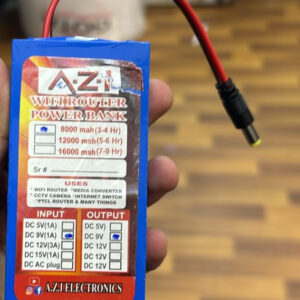 A-Z-1
WIFI ROUTER
POWER BANK
8000 mah (3-4 Hr)
12000 mah (5-6 Hr)
16000 mah (7-9 Hr)
Sr #
USES
* WIFI ROUTER * MEDIA CONVERTER
* CCTV CAMERA * INTERNET SWITCH
* PTCL ROUTER & MANY THINGS
INPUT OUTPUT
DC 5V(1A) DC 5V
DC 9V(1A) DC 9V
DC 12V(3A) DC 12V
DC 15V(1A) DC 12V
DC AC plug DC 12V
A.Z.1 ELECTRONICS